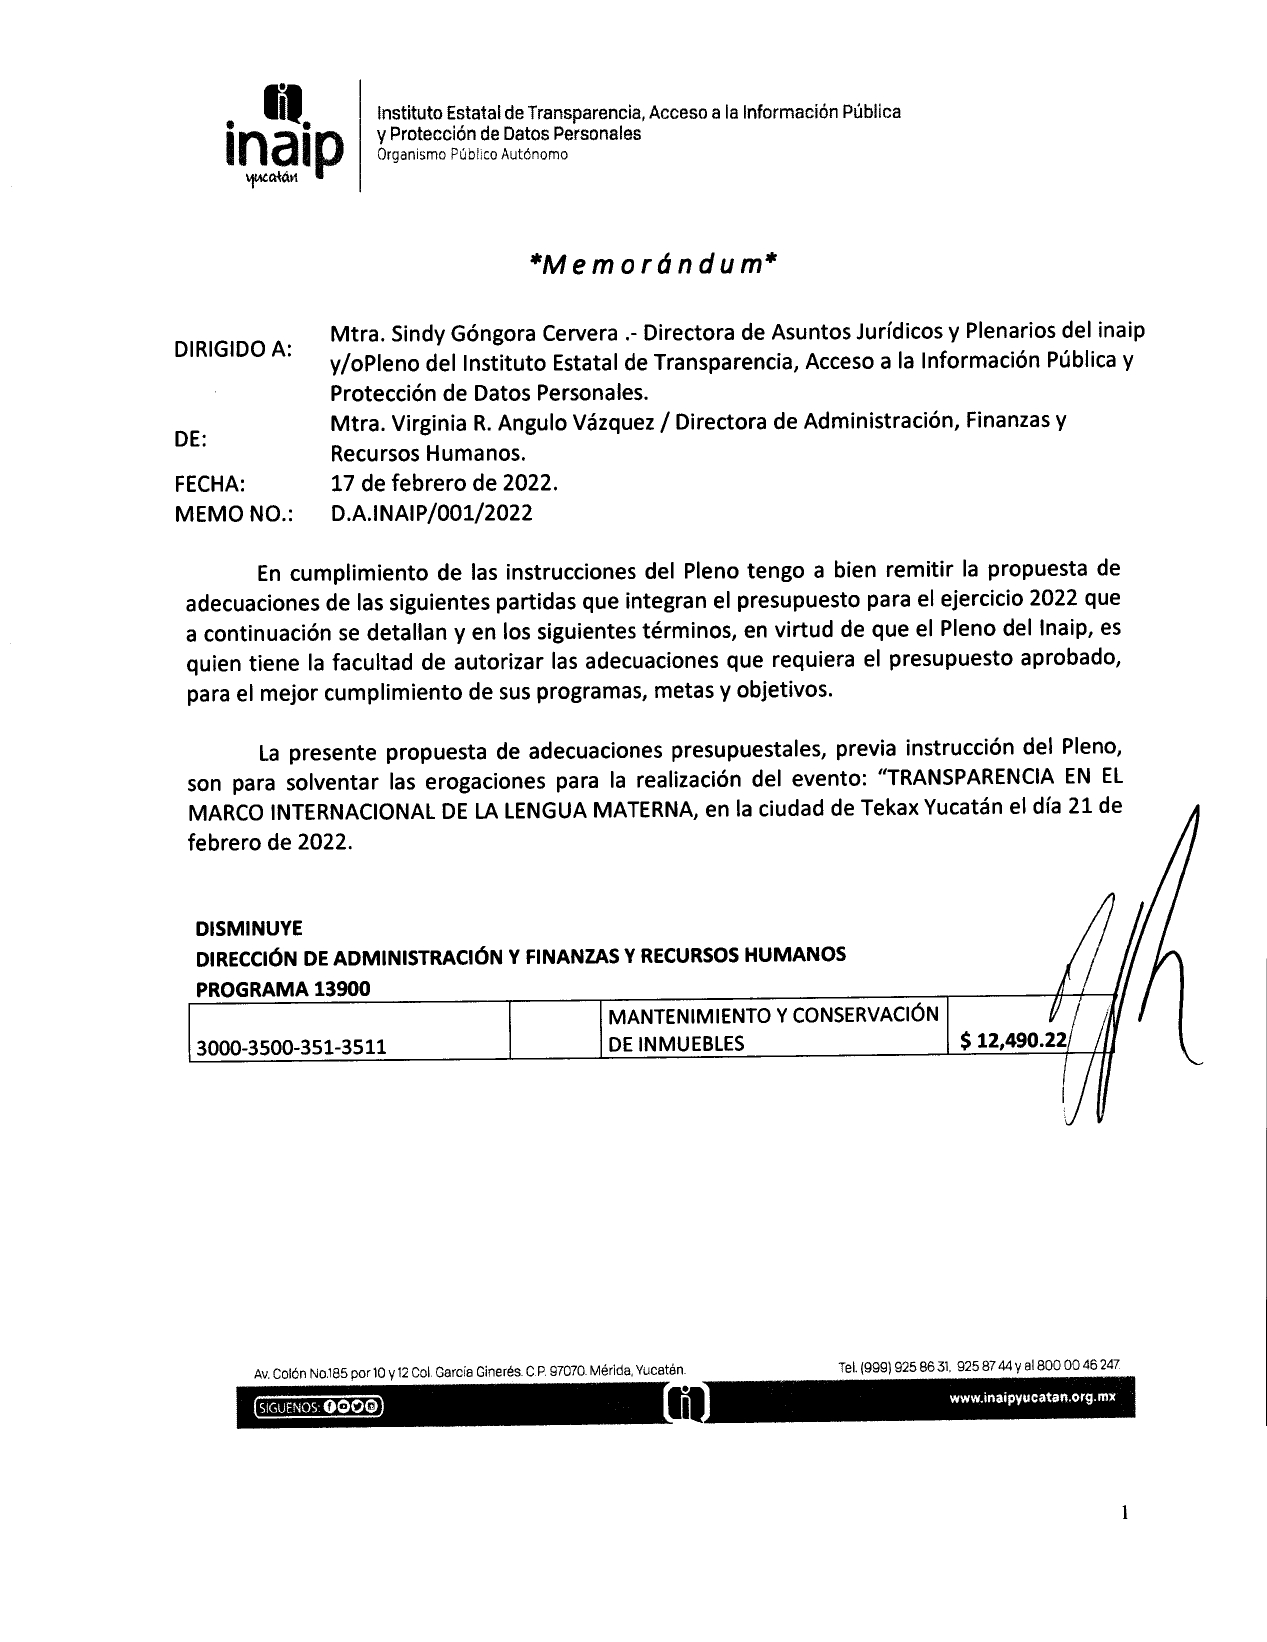 inaip
yucatán
Instituto Estatal de Transparencia, Acceso a la Información Pública
y Protección de Datos Personales
Organismo Público Autónomo
*Memorándum*
DIRIGIDO A:
Mtra. Sindy Góngora Cervera .- Directora de Asuntos Jurídicos y Plenarios del inaip
y/oPleno del Instituto Estatal de Transparencia, Acceso a la Información Pública y
Protección de Datos Personales.
DE:
Mtra. Virginia R. Angulo Vázquez / Directora de Administración, Finanzas y
Recursos Humanos.
FECHA: 17 de febrero de 2022.
MEMO NO.: D.A.INAIP/001/2022
En cumplimiento de las instrucciones del Pleno tengo a bien remitir la propuesta de
adecuaciones de las siguientes partidas que integran el presupuesto para el ejercicio 2022 que
a continuación se detallan y en los siguientes términos, en virtud de que el Pleno del Inaip, es
quien tiene la facultad de autorizar las adecuaciones que requiera el presupuesto aprobado,
para el mejor cumplimiento de sus programas, metas y objetivos.
La presente propuesta de adecuaciones presupuestales, previa instrucción del Pleno,
son para solventar las erogaciones para la realización del evento: “TRANSPARENCIA EN EL
MARCO INTERNACIONAL DE LA LENGUA MATERNA, en la ciudad de Tekax Yucatán el día 21 de
febrero de 2022.
DISMINUYE
DIRECCIÓN DE ADMINISTRACIÓN Y FINANZAS Y RECURSOS HUMANOS
PROGRAMA 13900
3000-3500-351-3511
MANTENIMIENTO Y CONSERVACIÓN
DE INMUEBLES
$ 12,490.22
Av. Colón No.185 por 10 y 12 Col. García Ginerés. C.P. 97070. Mérida, Yucatán.
Tel. (999) 925 86 31, 925 87 44 y al 800 00 46 247.
SÍGUENOS:
www.inaipyucatan.org.mx
1